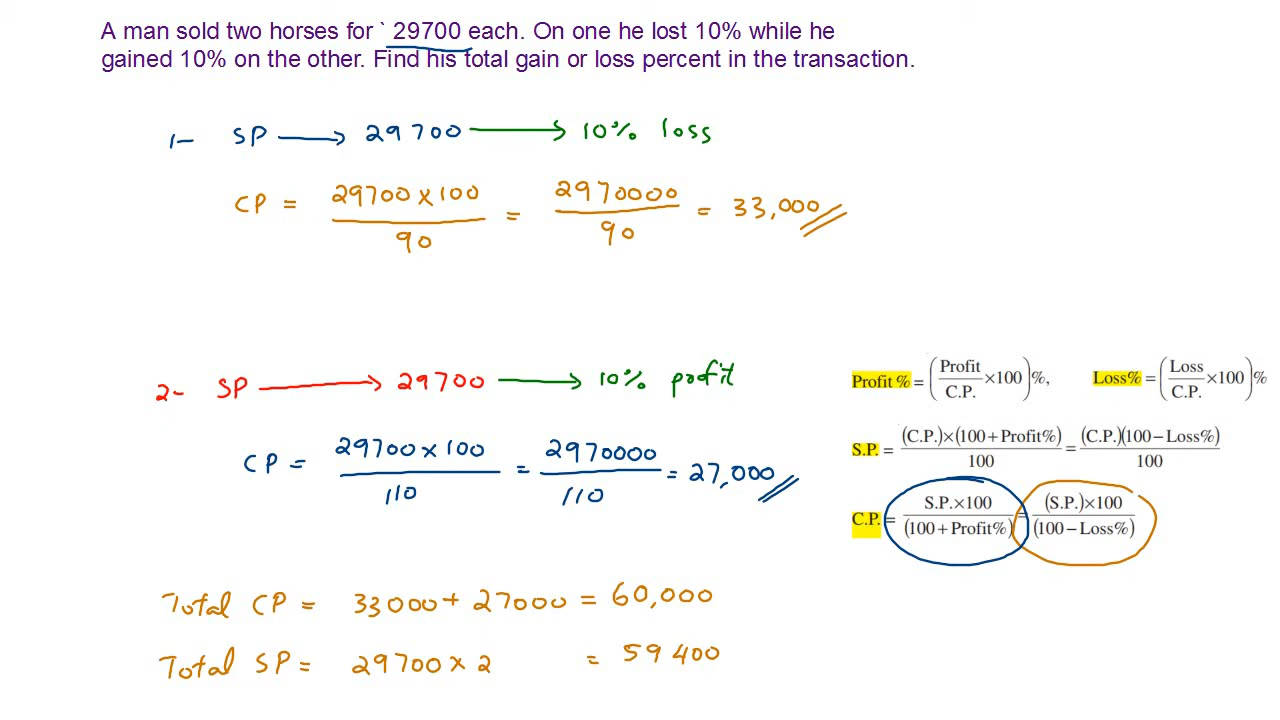 A man sold two horses for ` 29700 each. On one he lost 10% while he
gained 10% on the other. Find his total gain or loss percent in the transaction.
1- SP → 29700 → 10% loss
CP = 29700 x 100 / 90 = 2970000 / 90 = 33,000
2- SP → 29700 → 10% profit
CP = 29700 x 100 / 110 = 2970000 / 110 = 27,000
Profit % = (Profit / C.P. ×100)%, Loss% = (Loss / C.P. ×100)%
S.P. = (C.P.)×(100+Profit%) / 100 = (C.P.)(100−Loss%) / 100
C.P. = S.P.×100 / (100+Profit%) = (S.P.)×100 / (100−Loss%)
Total CP = 33000 + 27000 = 60,000
Total SP = 29700 x 2 = 59400